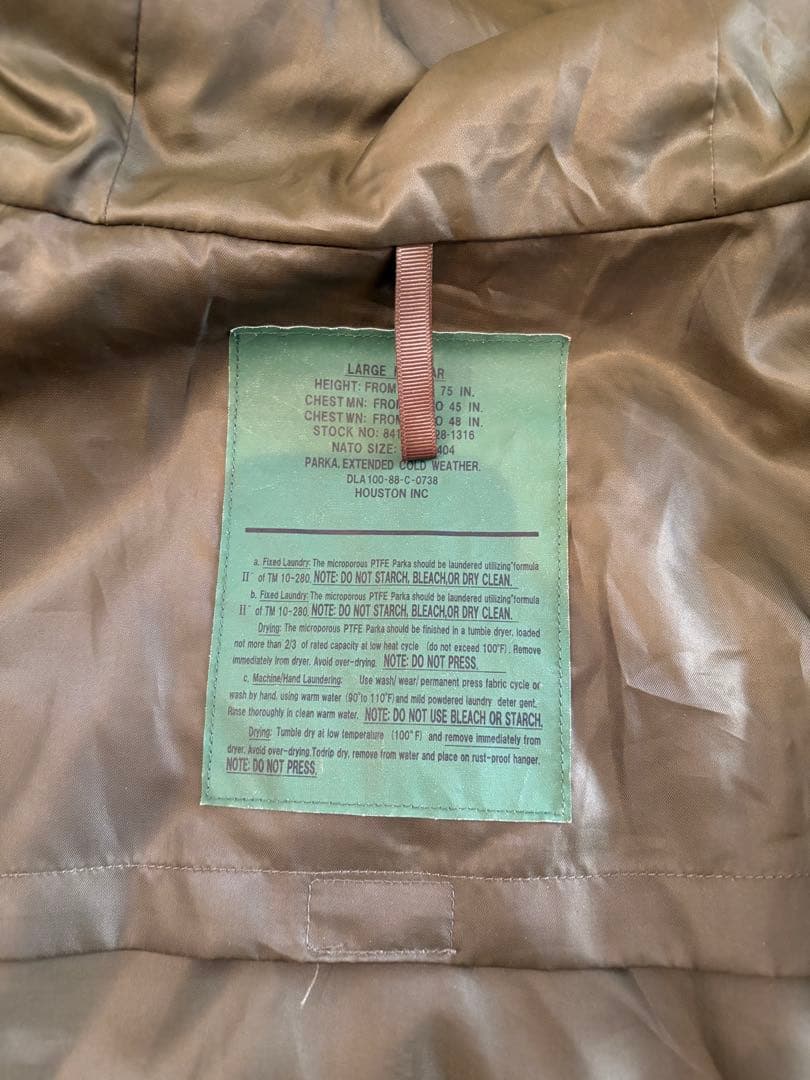 LARGE AR
HEIGHT: FROM 75 IN.
CHEST MN: FRO O 45 IN.
CHEST WN: FROM O 48 IN.
STOCK NO: 841 28-1316
NATO SIZE: 404
PARKA, EXTENDED COLD WEATHER.
DLA100-88-C-0738
HOUSTON INC
a. Fixed Laundry: The microporous PTFE Parka should be laundered utilizing"formula
II" of TM 10-280. NOTE: DO NOT STARCH, BLEACH,OR DRY CLEAN.
b. Fixed Laundry: The microporous PTFE Parka should be laundered utilizing"formula
II" of TM 10-280. NOTE: DO NOT STARCH, BLEACH,OR DRY CLEAN.
Drying: The microporous PTFE Parka should be finished in a tumbie dryer, loaded
not more than 2/3 of rated capacity at low heat cycle (do not exceed 100°F). Remove
immediately from dryer. Avoid over-drying. NOTE: DO NOT PRESS.
c. Machine/Hand Laundering: Use wash/wear/permanent press fabric cycle or
wash by hand, using warm water (90°to 110°F)and mild powdered laundry deter gent.
Rinse thoroughly in clean warm water. NOTE: DO NOT USE BLEACH OR STARCH.
Drying: Tumble dry at low temperature (100°F) and remove immediately from
dryer. Avoid over-drying.Todrip dry, remove from water and place on rust-proof hanger.
NOTE: DO NOT PRESS.